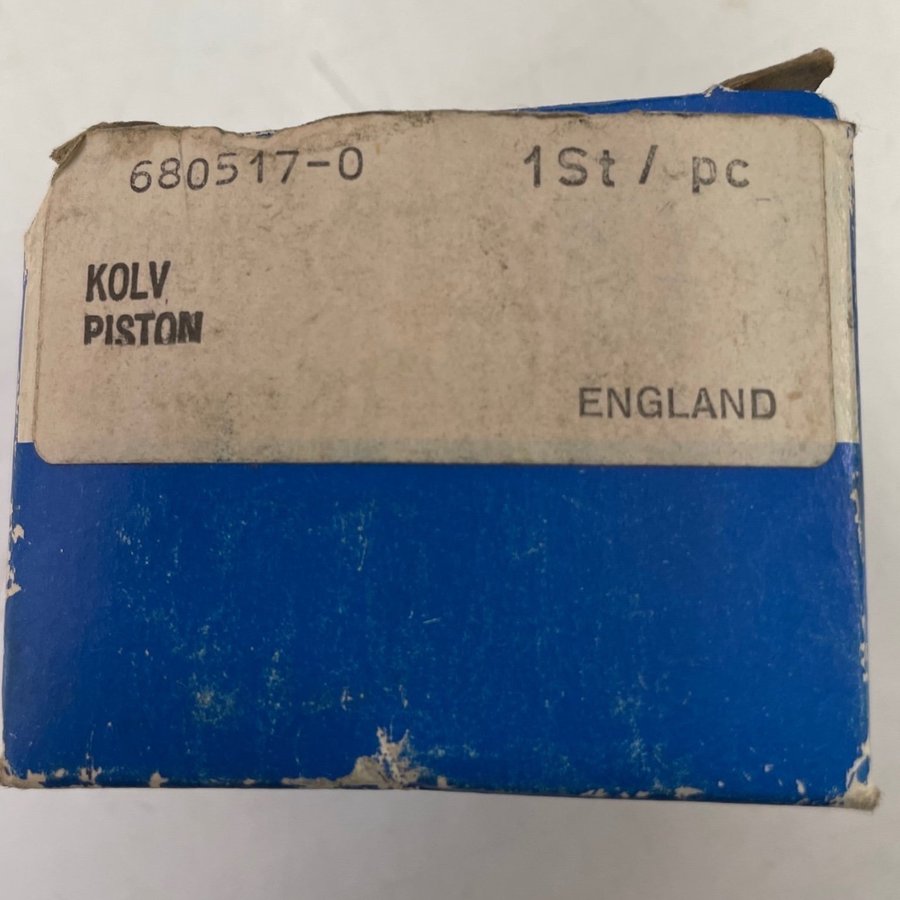 680517-0 1St / pc
KOLV
PISTON
ENGLAND